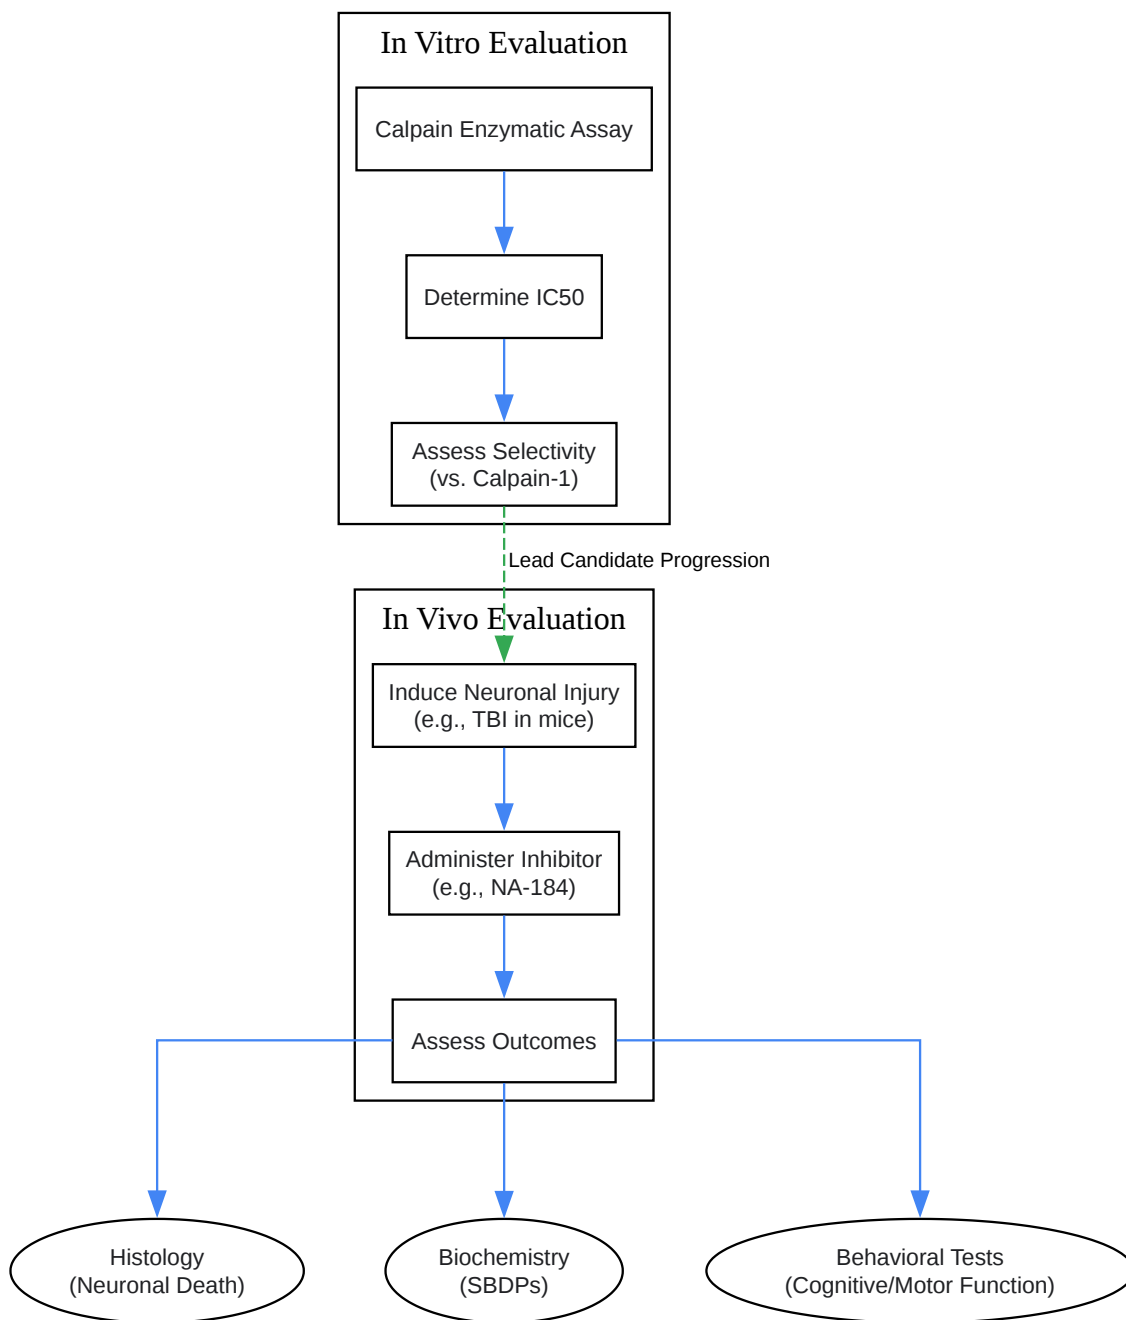 In Vitro Evaluation
Calpain Enzymatic Assay
Determine IC50
Assess Selectivity
(vs. Calpain-1)
Lead Candidate Progression
In Vivo Evaluation
Induce Neuronal Injury
(e.g., TBI in mice)
Administer Inhibitor
(e.g., NA-184)
Assess Outcomes
Histology
(Neuronal Death)
Biochemistry
(SBDPs)
Behavioral Tests
(Cognitive/Motor Function)